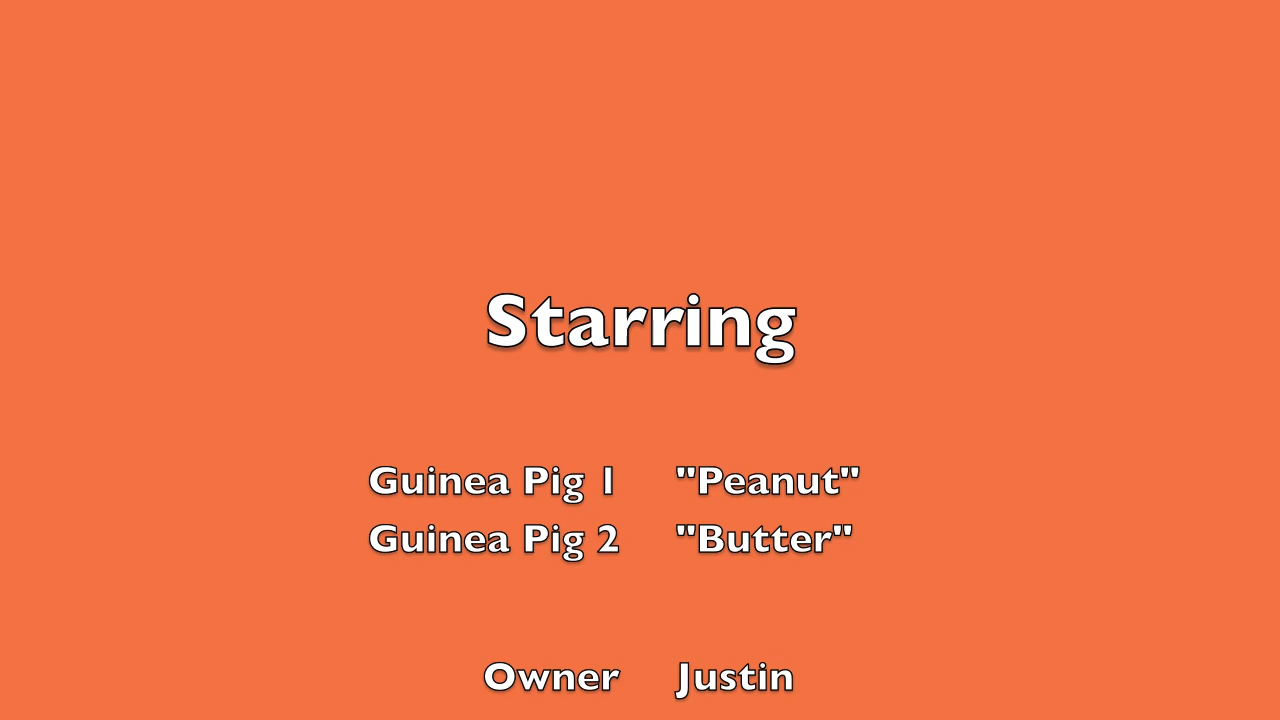 Starring
Guinea Pig 1 "Peanut"
Guinea Pig 2 "Butter"
Owner Justin